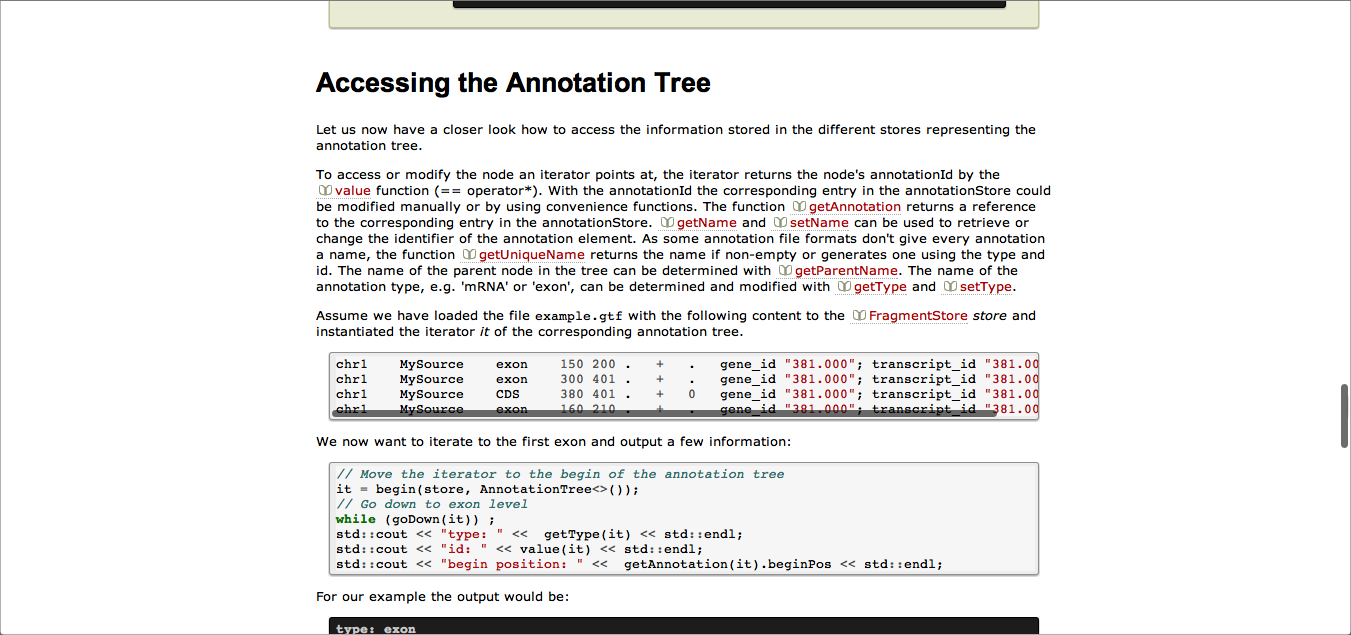 Accessing the Annotation Tree
Let us now have a closer look how to access the information stored in the different stores representing the
annotation tree.
To access or modify the node an iterator points at, the iterator returns the node's annotationId by the
value function (== operator*). With the annotationId the corresponding entry in the annotationStore could
be modified manually or by using convenience functions. The function getAnnotation returns a reference
to the corresponding entry in the annotationStore. getName and setName can be used to retrieve or
change the identifier of the annotation element. As some annotation file formats don't give every annotation
a name, the function getUniqueName returns the name if non-empty or generates one using the type and
id. The name of the parent node in the tree can be determined with getParentName. The name of the
annotation type, e.g. 'mRNA' or 'exon', can be determined and modified with getType and setType.
Assume we have loaded the file example.gtf with the following content to the FragmentStore store and
instantiated the iterator it of the corresponding annotation tree.
chr1 MySource exon 150 200 . + . gene_id "381.000"; transcript_id "381.00
chr1 MySource exon 300 401 . + . gene_id "381.000"; transcript_id "381.00
chr1 MySource CDS 380 401 . + 0 gene_id "381.000"; transcript_id "381.00
chr1 MySource exon 160 210 . + . gene_id "381.000"; transcript_id "381.00
We now want to iterate to the first exon and output a few information:
// Move the iterator to the begin of the annotation tree
it = begin(store, AnnotationTree<>());
// Go down to exon level
while (goDown(it)) ;
std::cout << "type: " << getType(it) << std::endl;
std::cout << "id: " << value(it) << std::endl;
std::cout << "begin position: " << getAnnotation(it).beginPos << std::endl;
For our example the output would be:
type: exon